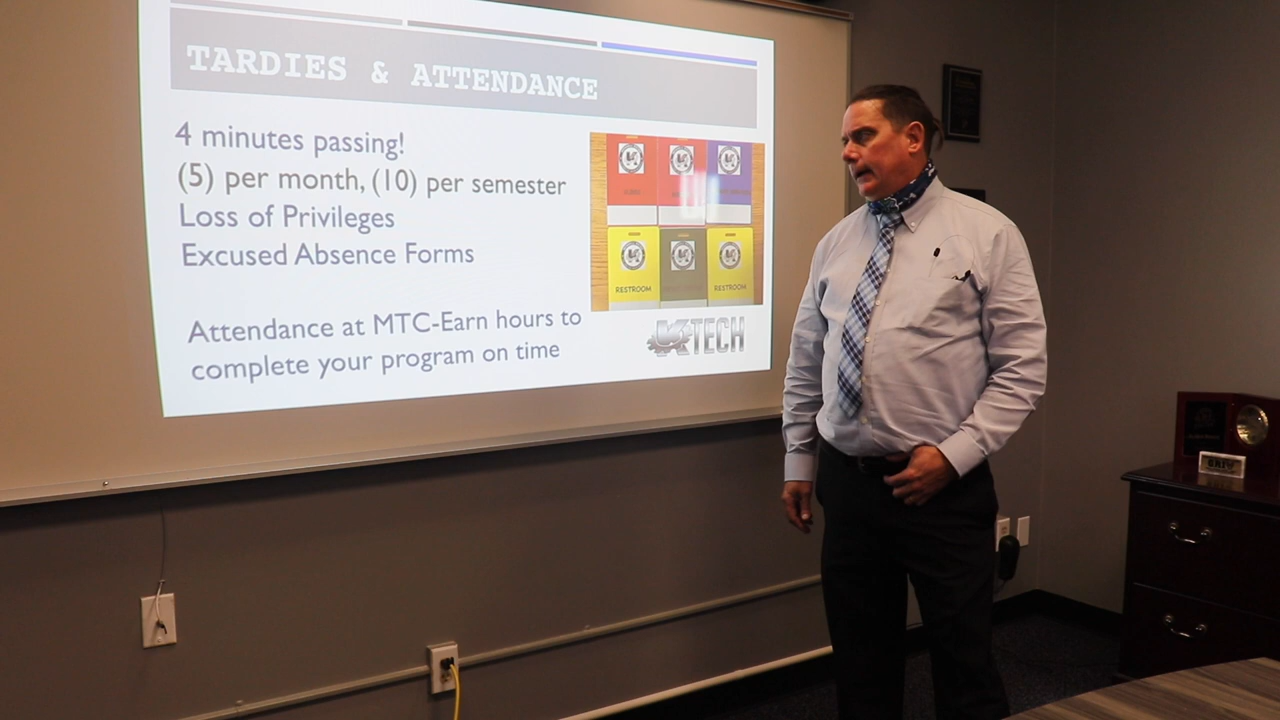 TARDIES & ATTENDANCE
4 minutes passing!
(5) per month, (10) per semester
Loss of Privileges
Excused Absence Forms
Attendance at MTC-Earn hours to
complete your program on time
RESTROOM
RESTROOM
TECH
GRIT